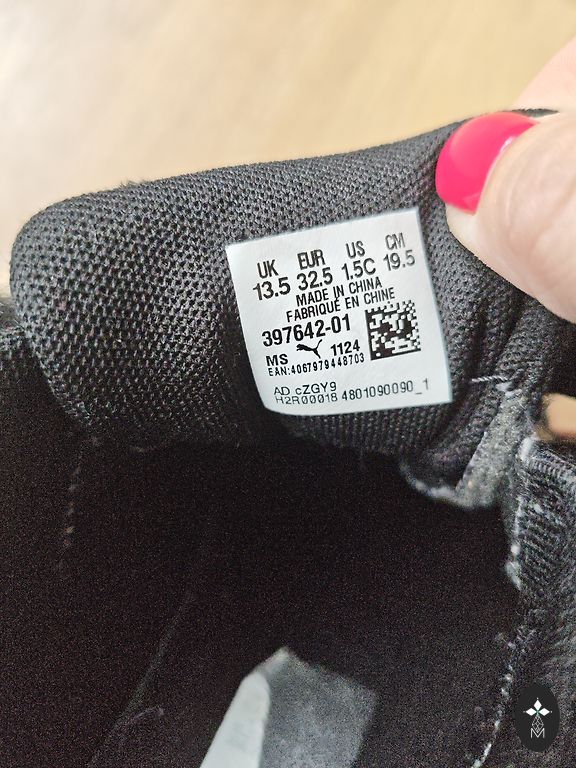 UK EUR US CM
13.5 32.5 1.5C 19.5
MADE IN CHINA
FABRIQUÉ EN CHINE
397642-01
MS 1124
EAN:4067979448703
AD cZGY9
H2R00018 4801090090_1
M